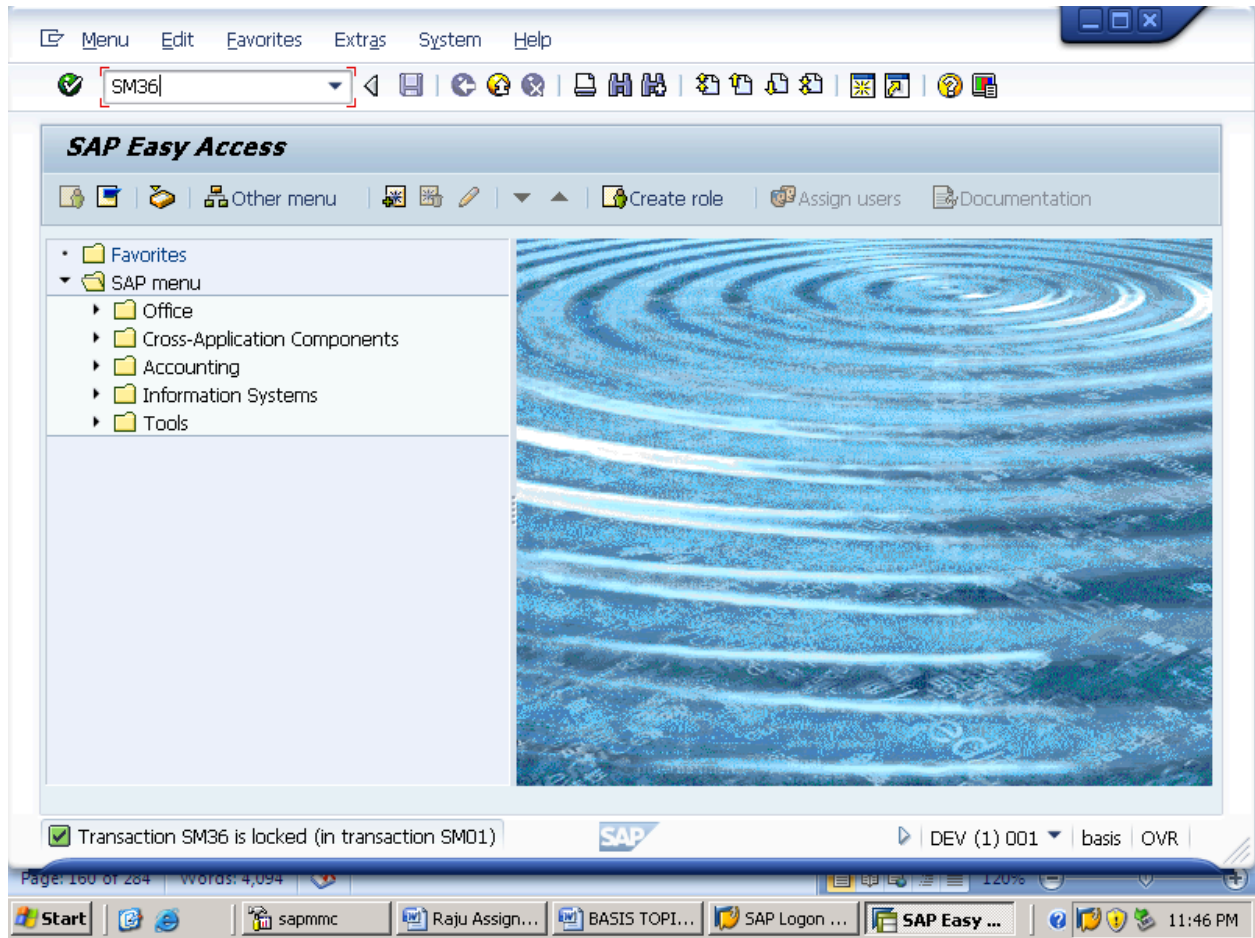 Menu Edit Favorites Extras System Help
SM36
SAP Easy Access
Other menu Create role Assign users Documentation
Favorites
SAP menu
Office
Cross-Application Components
Accounting
Information Systems
Tools
Transaction SM36 is locked (in transaction SM01) SAP DEV (1) 001 basis OVR
Page: 160 of 284 Words: 4,094 120%
Start sapmmc Raju Assign... BASIS TOPI... SAP Logon ... SAP Easy ... 11:46 PM